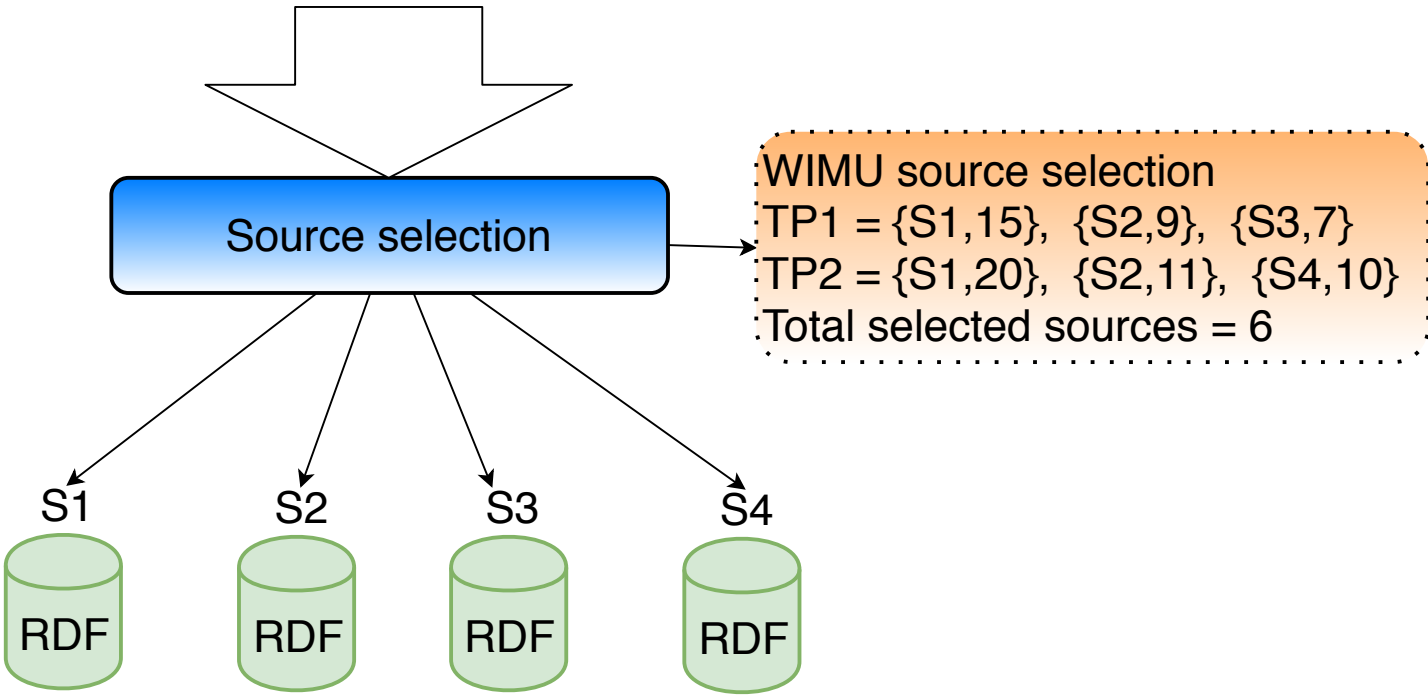 Source selection
WIMU source selection
TP1 = {S1,15}, {S2,9}, {S3,7}
TP2 = {S1,20}, {S2,11}, {S4,10}
Total selected sources = 6
S1
S2
S3
S4
RDF
RDF
RDF
RDF